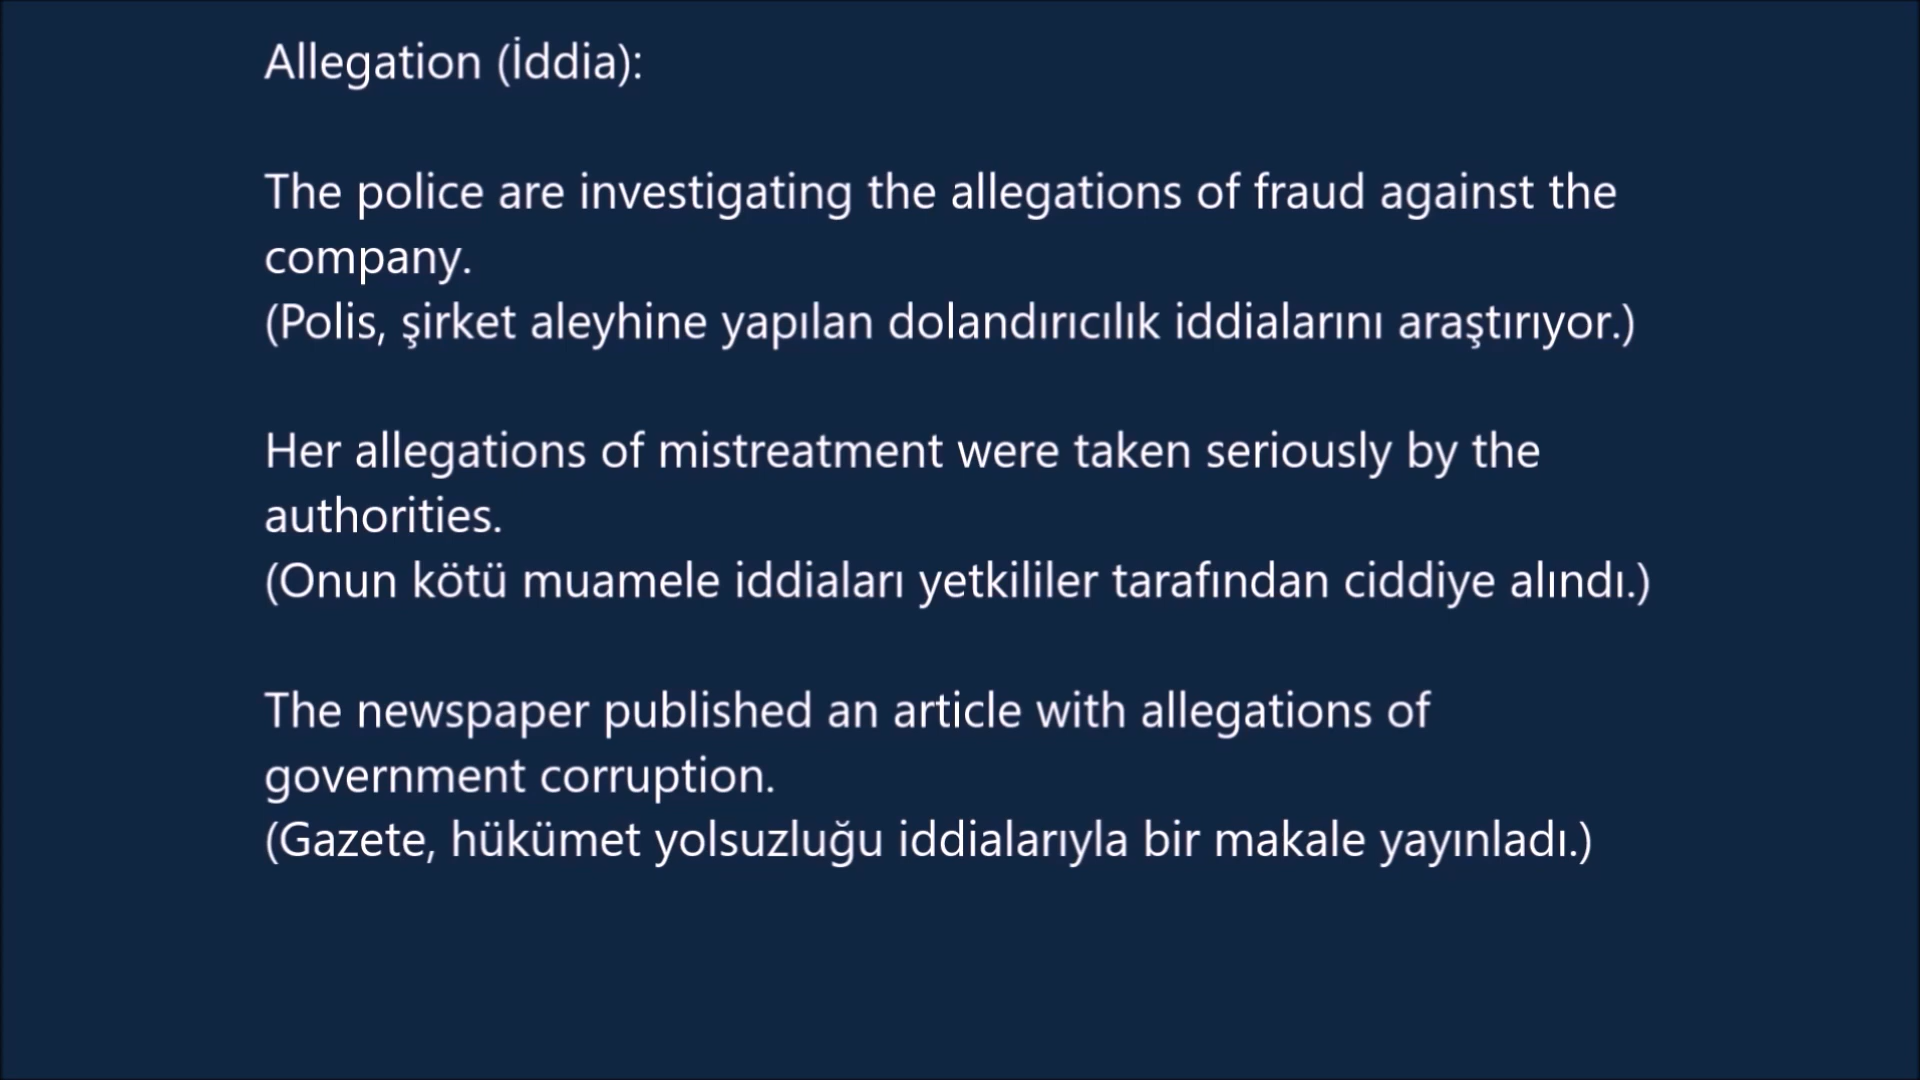 Allegation (İddia):
The police are investigating the allegations of fraud against the
company.
(Polis, şirket aleyhine yapılan dolandırıcılık iddialarını araştırıyor.)
Her allegations of mistreatment were taken seriously by the
authorities.
(Onun kötü muamele iddiaları yetkililer tarafından ciddiye alındı.)
The newspaper published an article with allegations of
government corruption.
(Gazete, hükümet yolsuzluğu iddialarıyla bir makale yayınladı.)